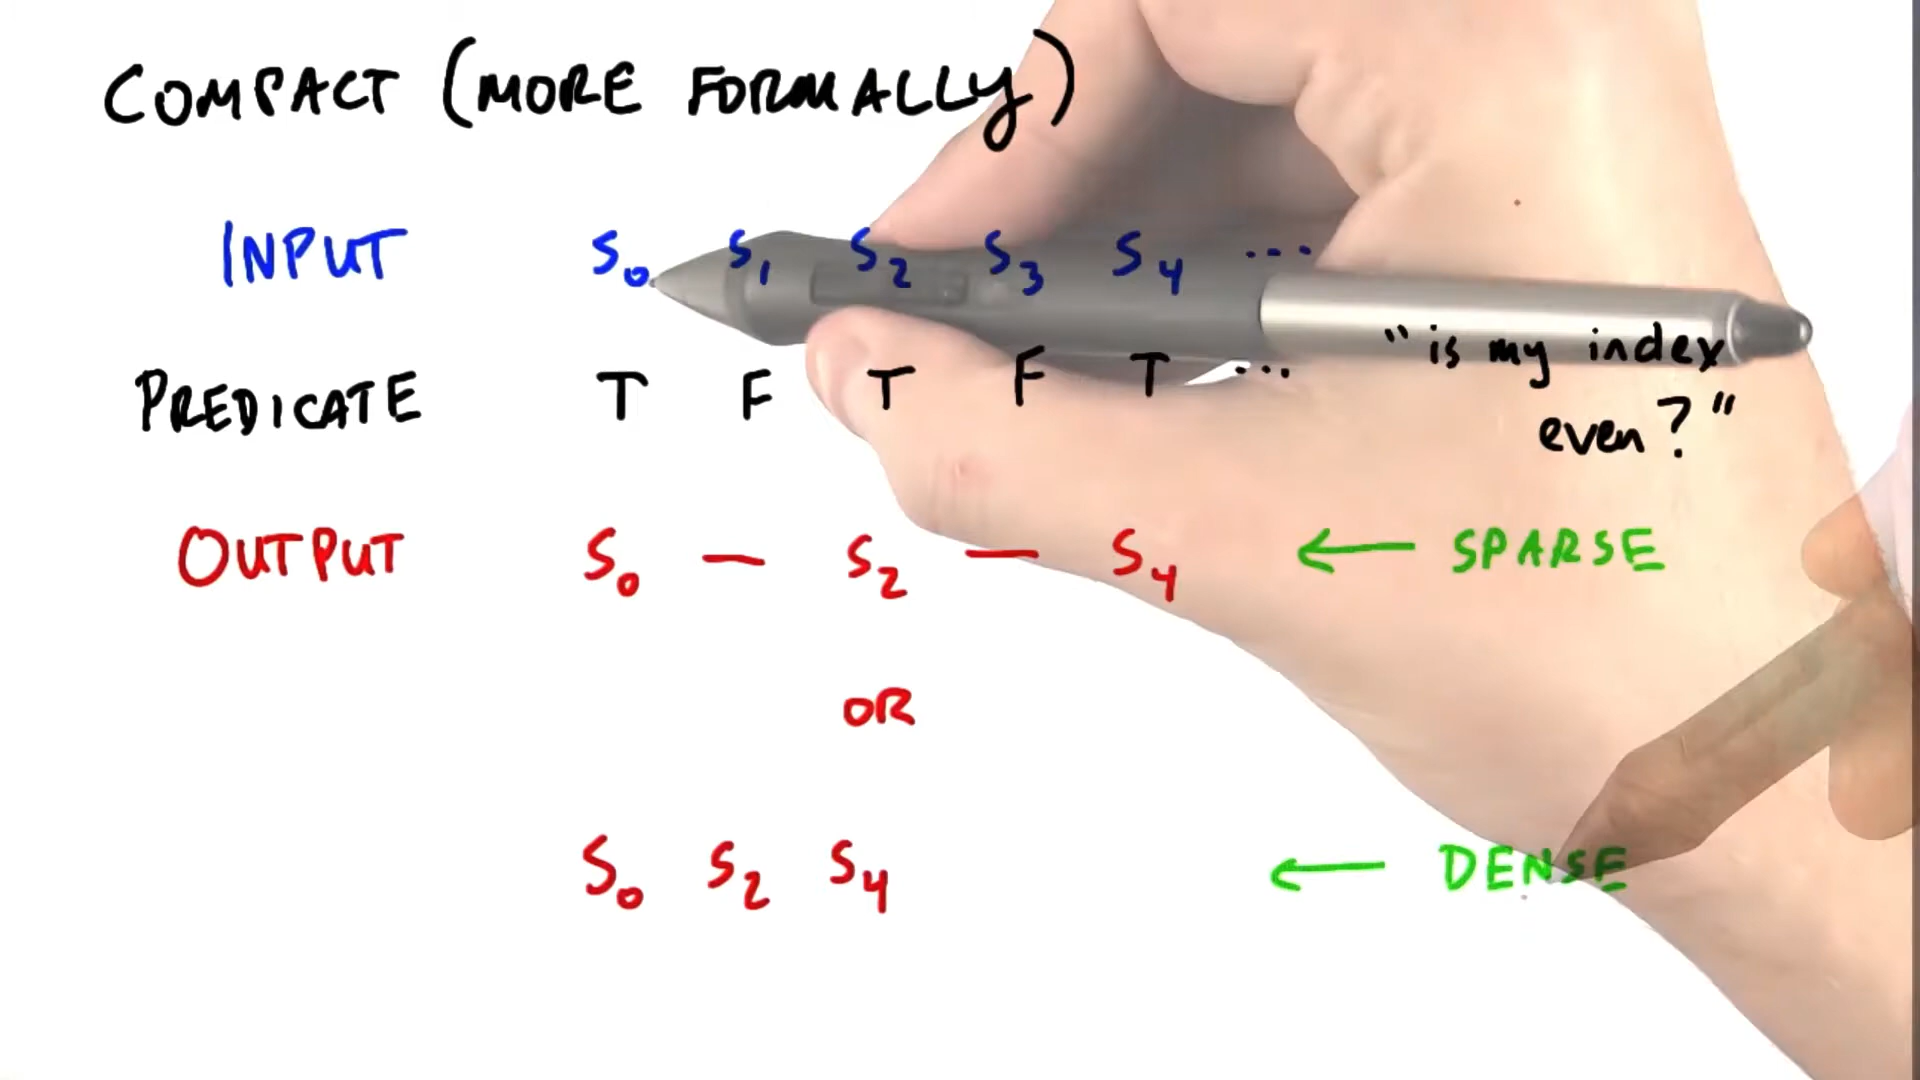 COMPACT (MORE FORMALLY)
INPUT S0 S1 S2 S3 S4 ...
PREDICATE T F T F T ... "is my index even?"
OUTPUT S0 — S2 — S4 ← SPARSE
OR
S0 S2 S4 ← DENSE